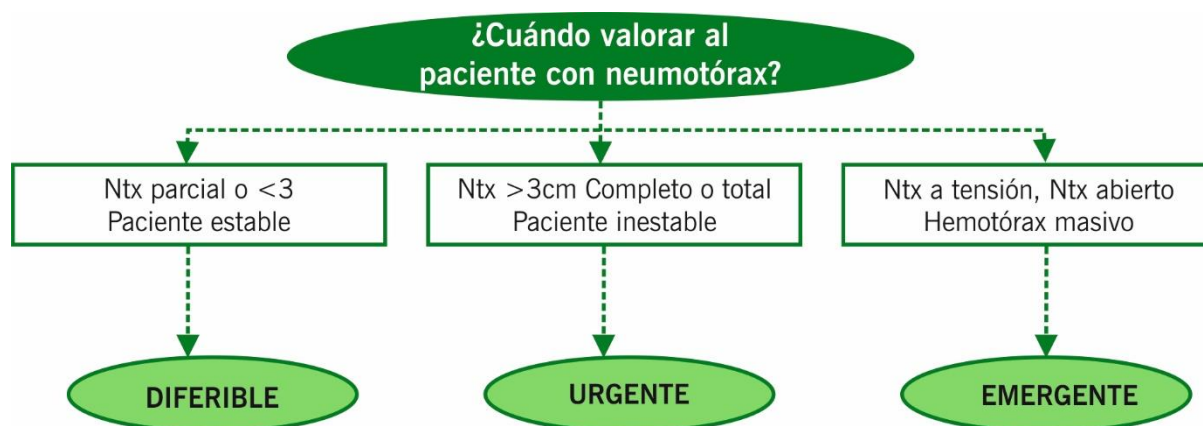 ¿Cuándo valorar al
paciente con neumotórax?
Ntx parcial o <3
Paciente estable
Ntx >3cm Completo o total
Paciente inestable
Ntx a tensión, Ntx abierto
Hemotórax masivo
DIFERIBLE
URGENTE
EMERGENTE